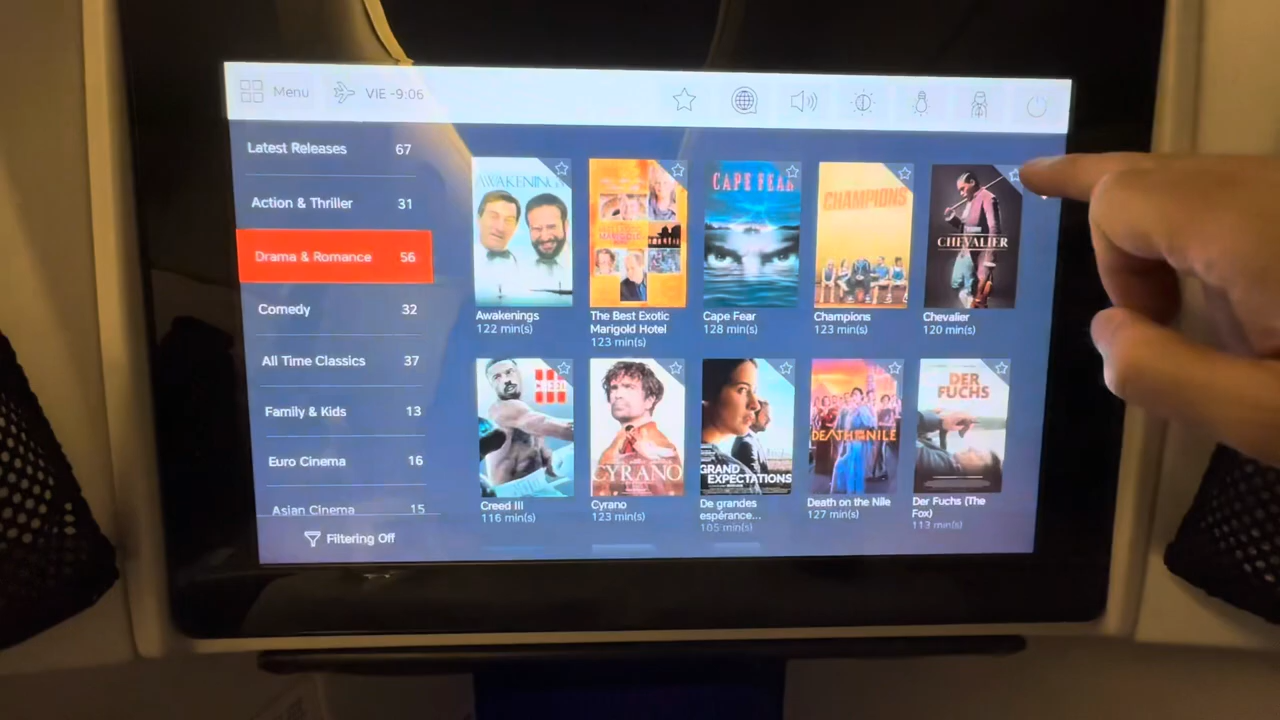 Menu
VIE -9:06
Latest Releases 67
Action & Thriller 31
Drama & Romance 56
Comedy 32
All Time Classics 37
Family & Kids 13
Euro Cinema 16
Asian Cinema 15
Filtering Off
AWAKENINGS
CAPE FEAR
CHAMPIONS
CHEVALIER
Awakenings
122 min(s)
The Best Exotic
Marigold Hotel
123 min(s)
Cape Fear
128 min(s)
Champions
123 min(s)
Chevalier
120 min(s)
CREED
III
CYRANO
GRAND
EXPECTATIONS
DEATH ON THE NILE
DER
FUCHS
Creed III
116 min(s)
Cyrano
123 min(s)
De grandes
espérance...
105 min(s)
Death on the Nile
127 min(s)
Der Fuchs (The
Fox)
113 min(s)